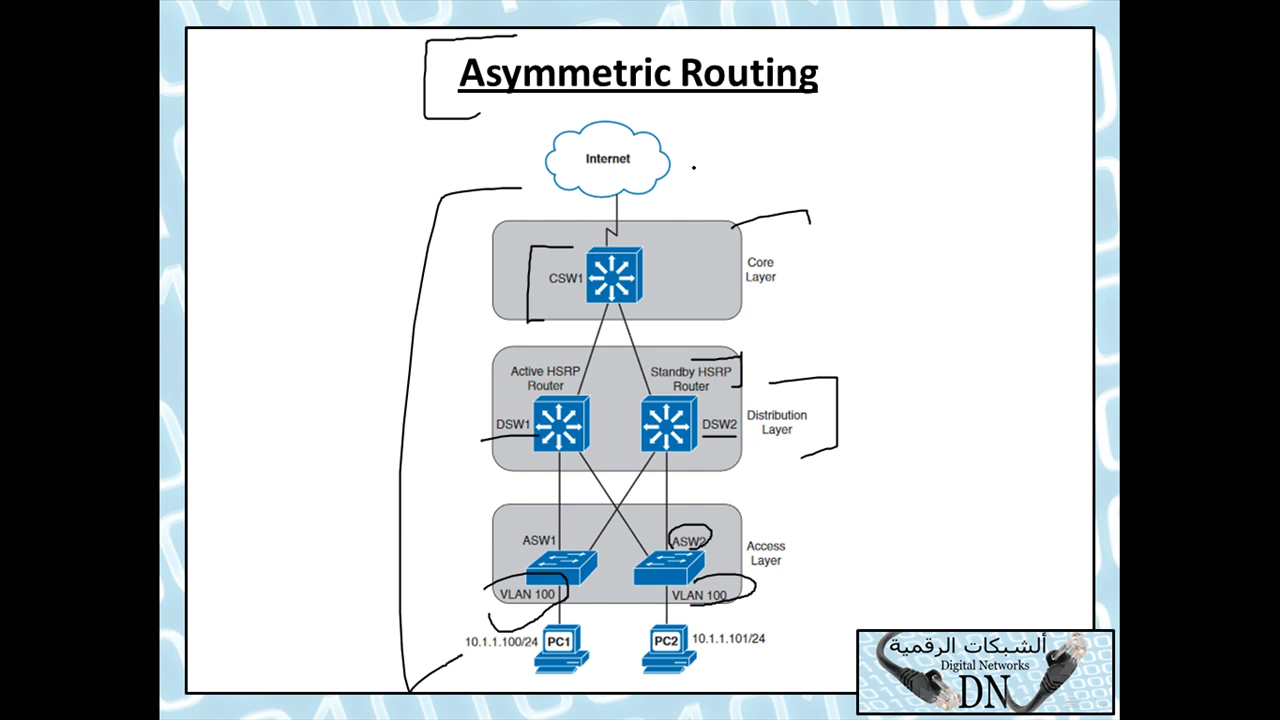 Asymmetric Routing
Internet
CSW1
Core
Layer
Active HSRP
Router
Standby HSRP
Router
DSW1
DSW2
Distribution
Layer
ASW1
ASW2
Access
Layer
VLAN 100
VLAN 100
10.1.1.100/24
PC1
PC2
10.1.1.101/24
ألشبكات الرقمية
Digital Networks
DN